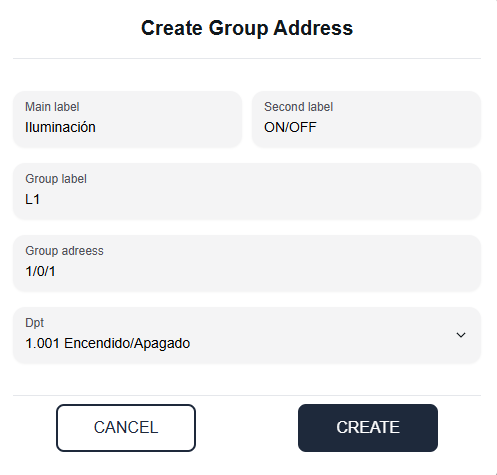 Create Group Address
Main label
Iluminación
Second label
ON/OFF
Group label
L1
Group adreess
1/0/1
Dpt
1.001 Encendido/Apagado
CANCEL
CREATE